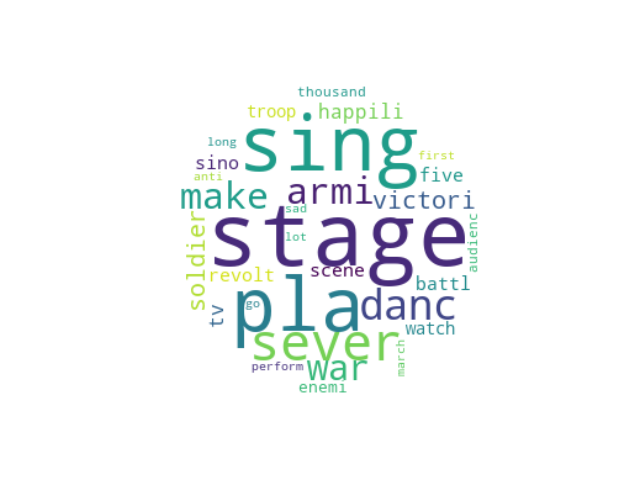 thousand
troop happili
sing
long first
sino armi five
anti make victori
sad
stage
soldier lot audienc
revolt scene battl
pla danc
go
tv watch
sever
perform war march
enemi